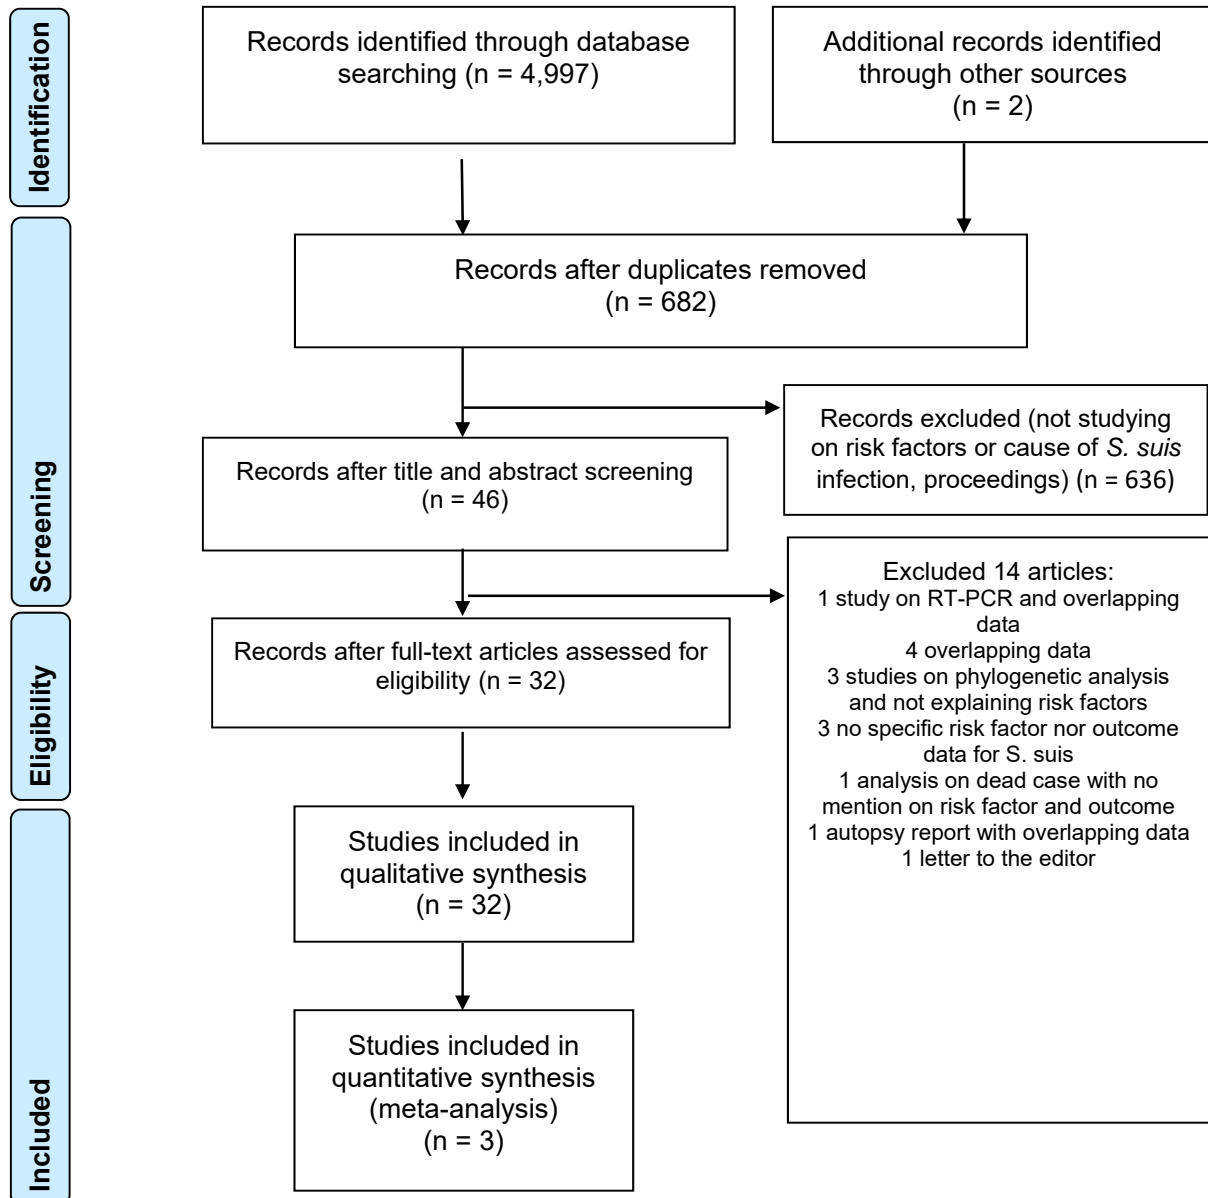 Identification
Records identified through database
searching (n = 4,997)
Additional records identified
through other sources
(n = 2)
Screening
Records after duplicates removed
(n = 682)
Records excluded (not studying
on risk factors or cause of S. suis
infection, proceedings) (n = 636)
Records after title and abstract screening
(n = 46)
Excluded 14 articles:
1 study on RT-PCR and overlapping
data
4 overlapping data
3 studies on phylogenetic analysis
and not explaining risk factors
3 no specific risk factor nor outcome
data for S. suis
1 analysis on dead case with no
mention on risk factor and outcome
1 autopsy report with overlapping data
1 letter to the editor
Eligibility
Records after full-text articles assessed for
eligibility (n = 32)
Included
Studies included in
qualitative synthesis
(n = 32)
Studies included in
quantitative synthesis
(meta-analysis)
(n = 3)